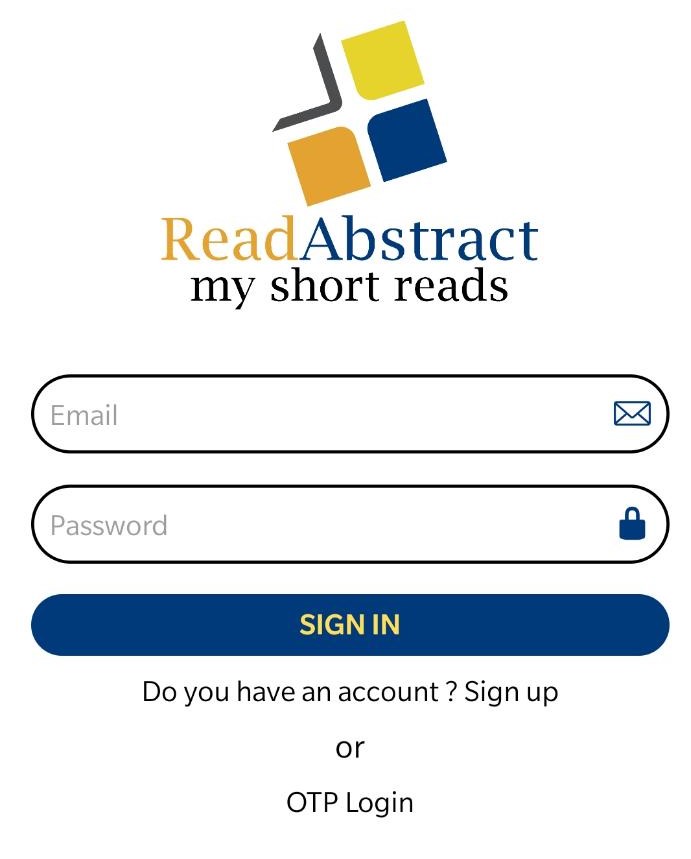 ReadAbstract
my short reads
Email
Password
SIGN IN
Do you have an account ? Sign up
or
OTP Login